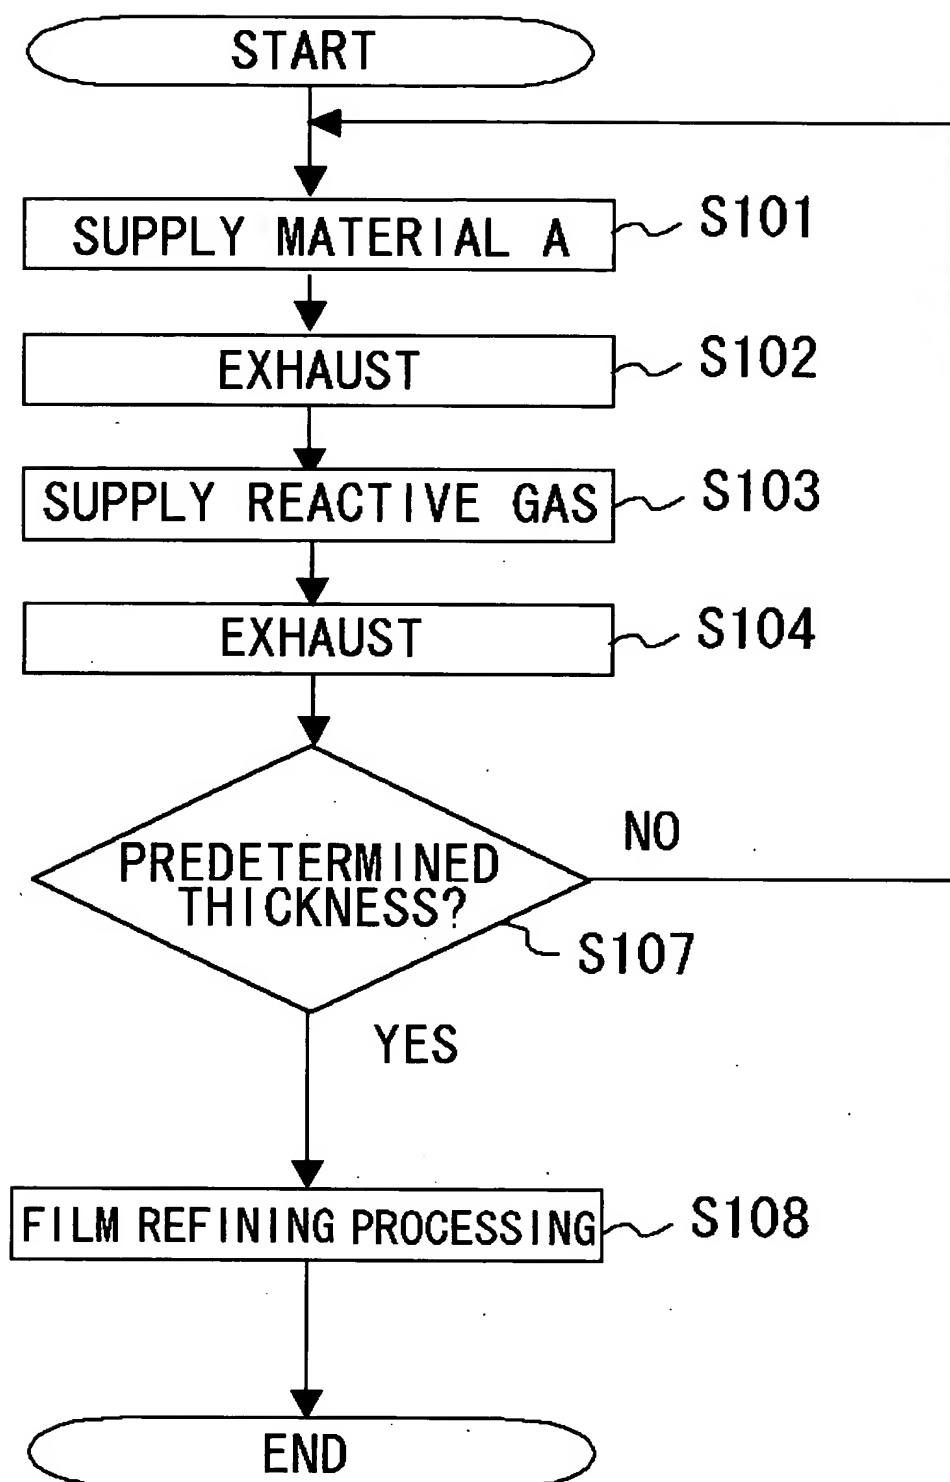 START
SUPPLY MATERIAL A
S101
EXHAUST
S102
SUPPLY REACTIVE GAS
S103
EXHAUST
S104
PREDETERMINED
THICKNESS?
NO
S107
YES
FILM REFINING PROCESSING
S108
END